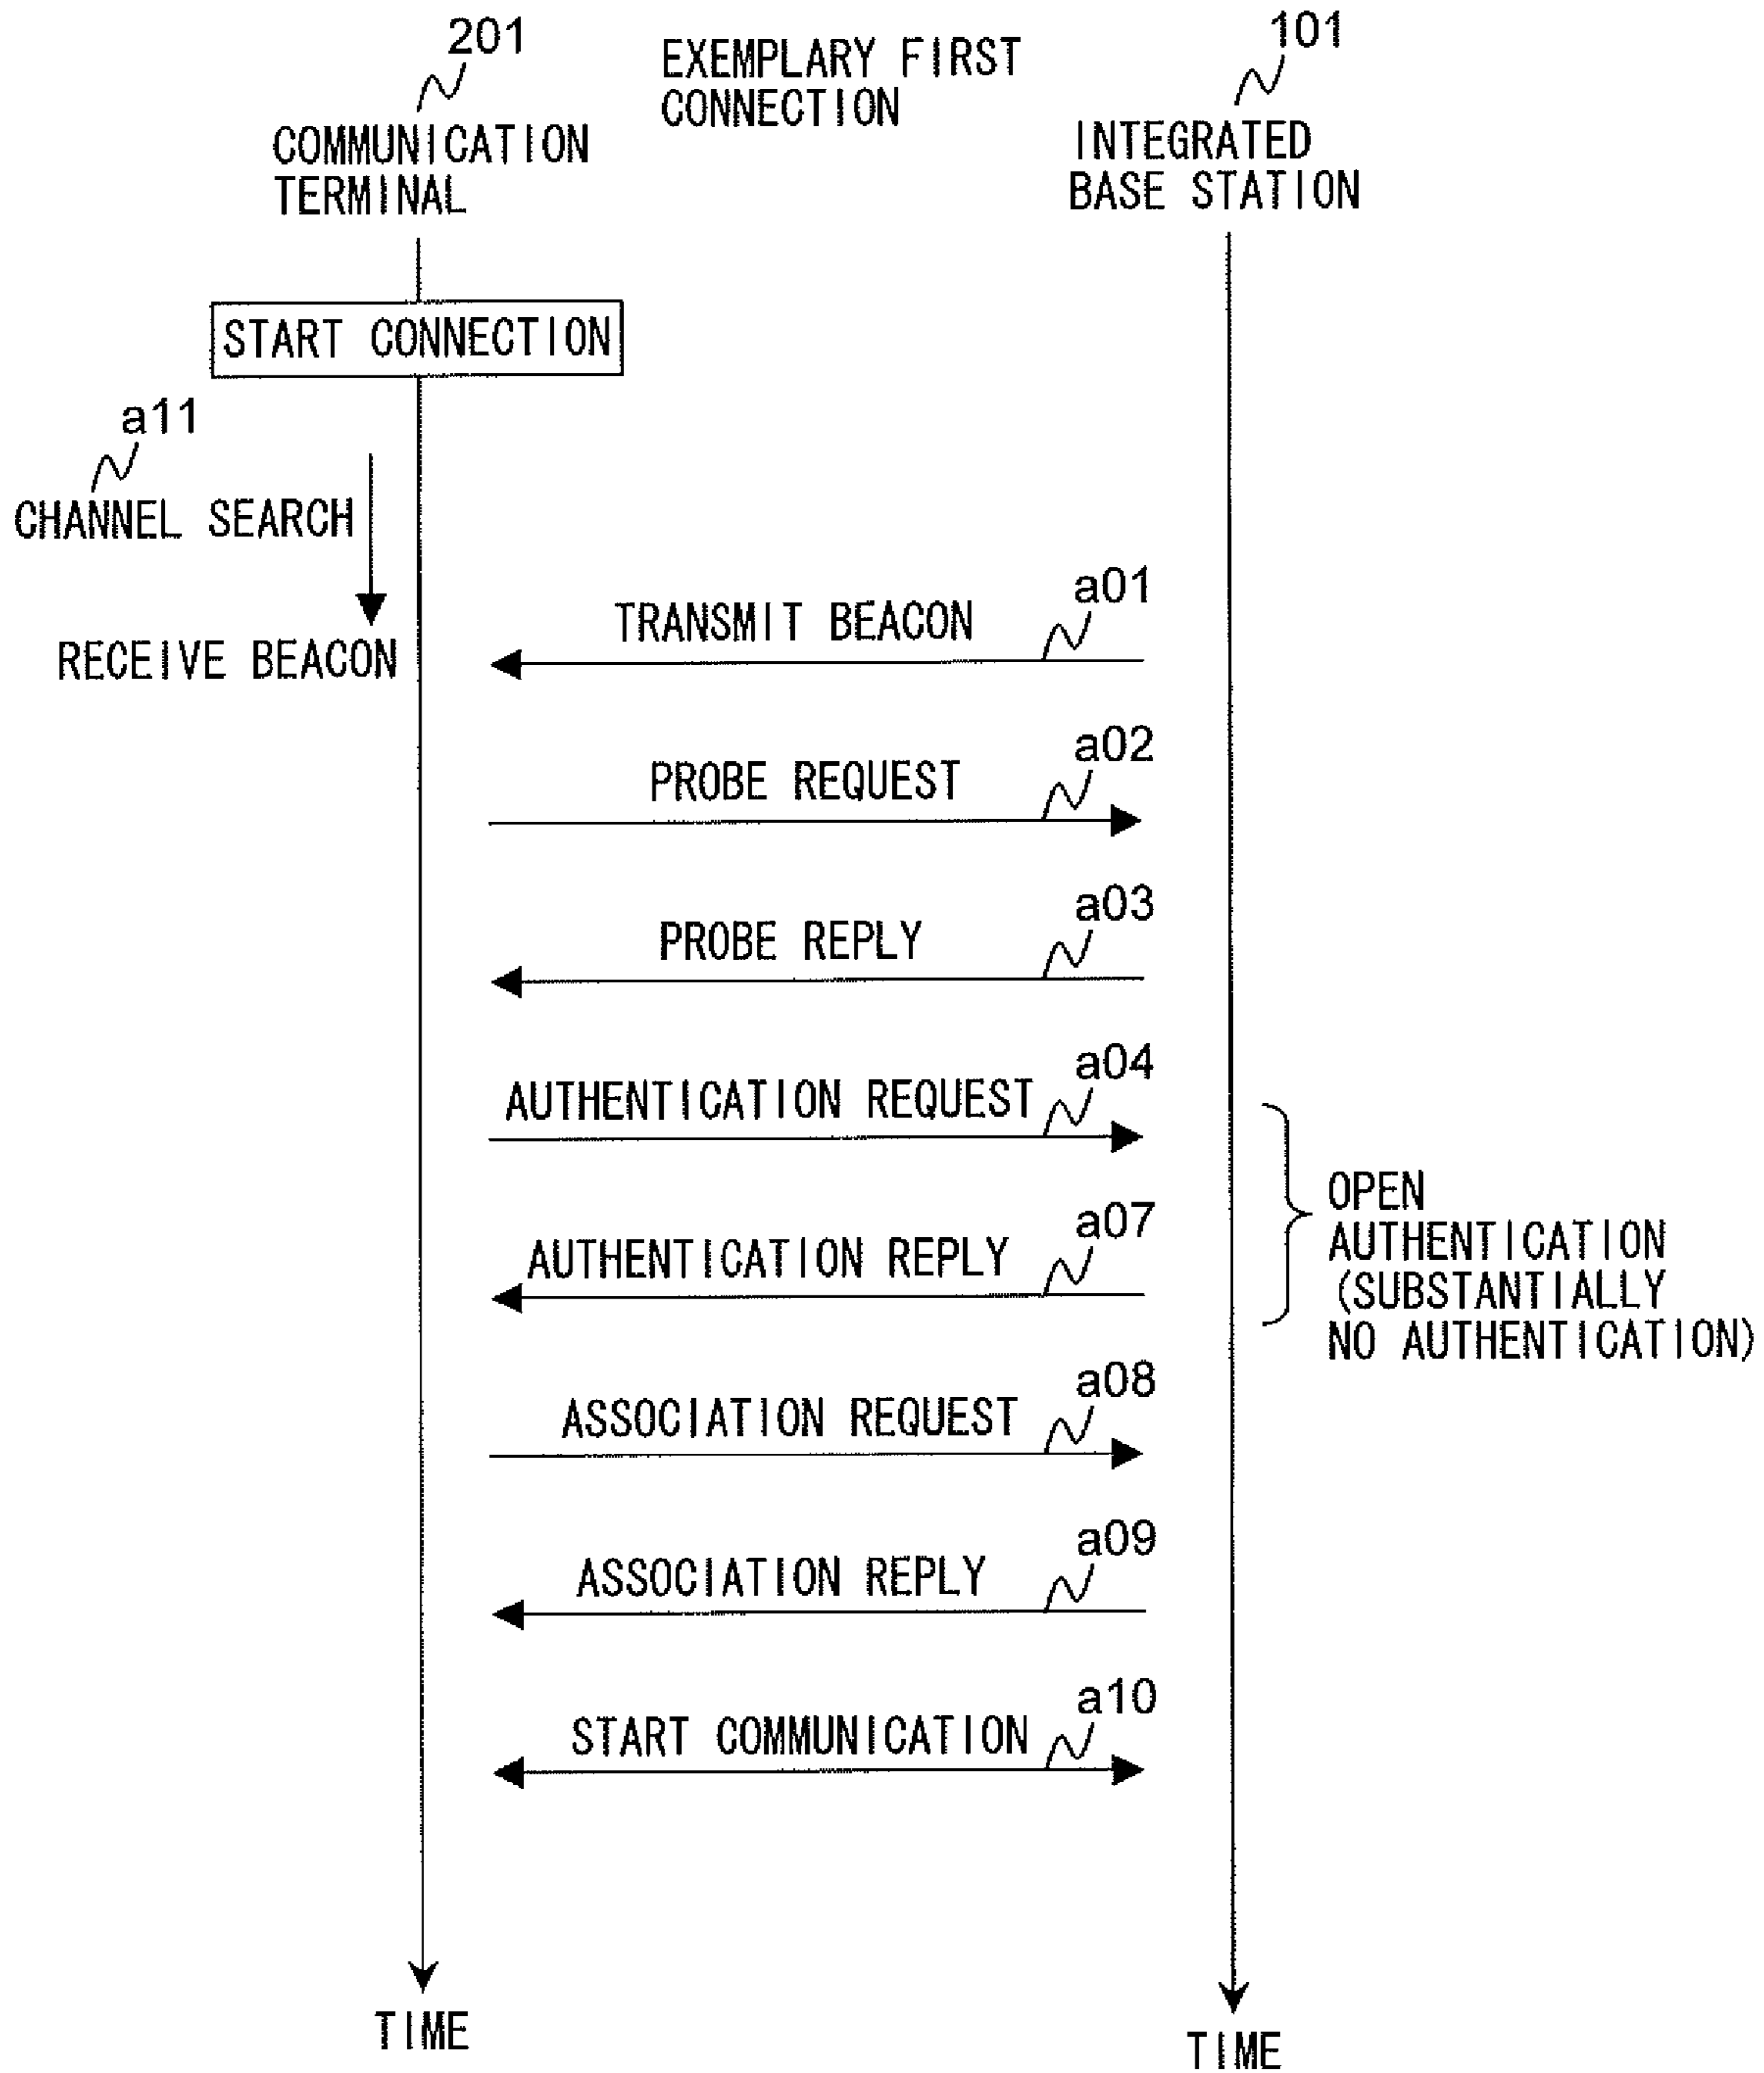 201
EXEMPLARY FIRST
CONNECTION
101
COMMUNICATION
TERMINAL
INTEGRATED
BASE STATION
START CONNECTION
a11
CHANNEL SEARCH
RECEIVE BEACON
a01
TRANSMIT BEACON
a02
PROBE REQUEST
a03
PROBE REPLY
a04
AUTHENTICATION REQUEST
a07
AUTHENTICATION REPLY
OPEN
AUTHENTICATION
(SUBSTANTIALLY
NO AUTHENTICATION)
a08
ASSOCIATION REQUEST
a09
ASSOCIATION REPLY
a10
START COMMUNICATION
TIME
TIME